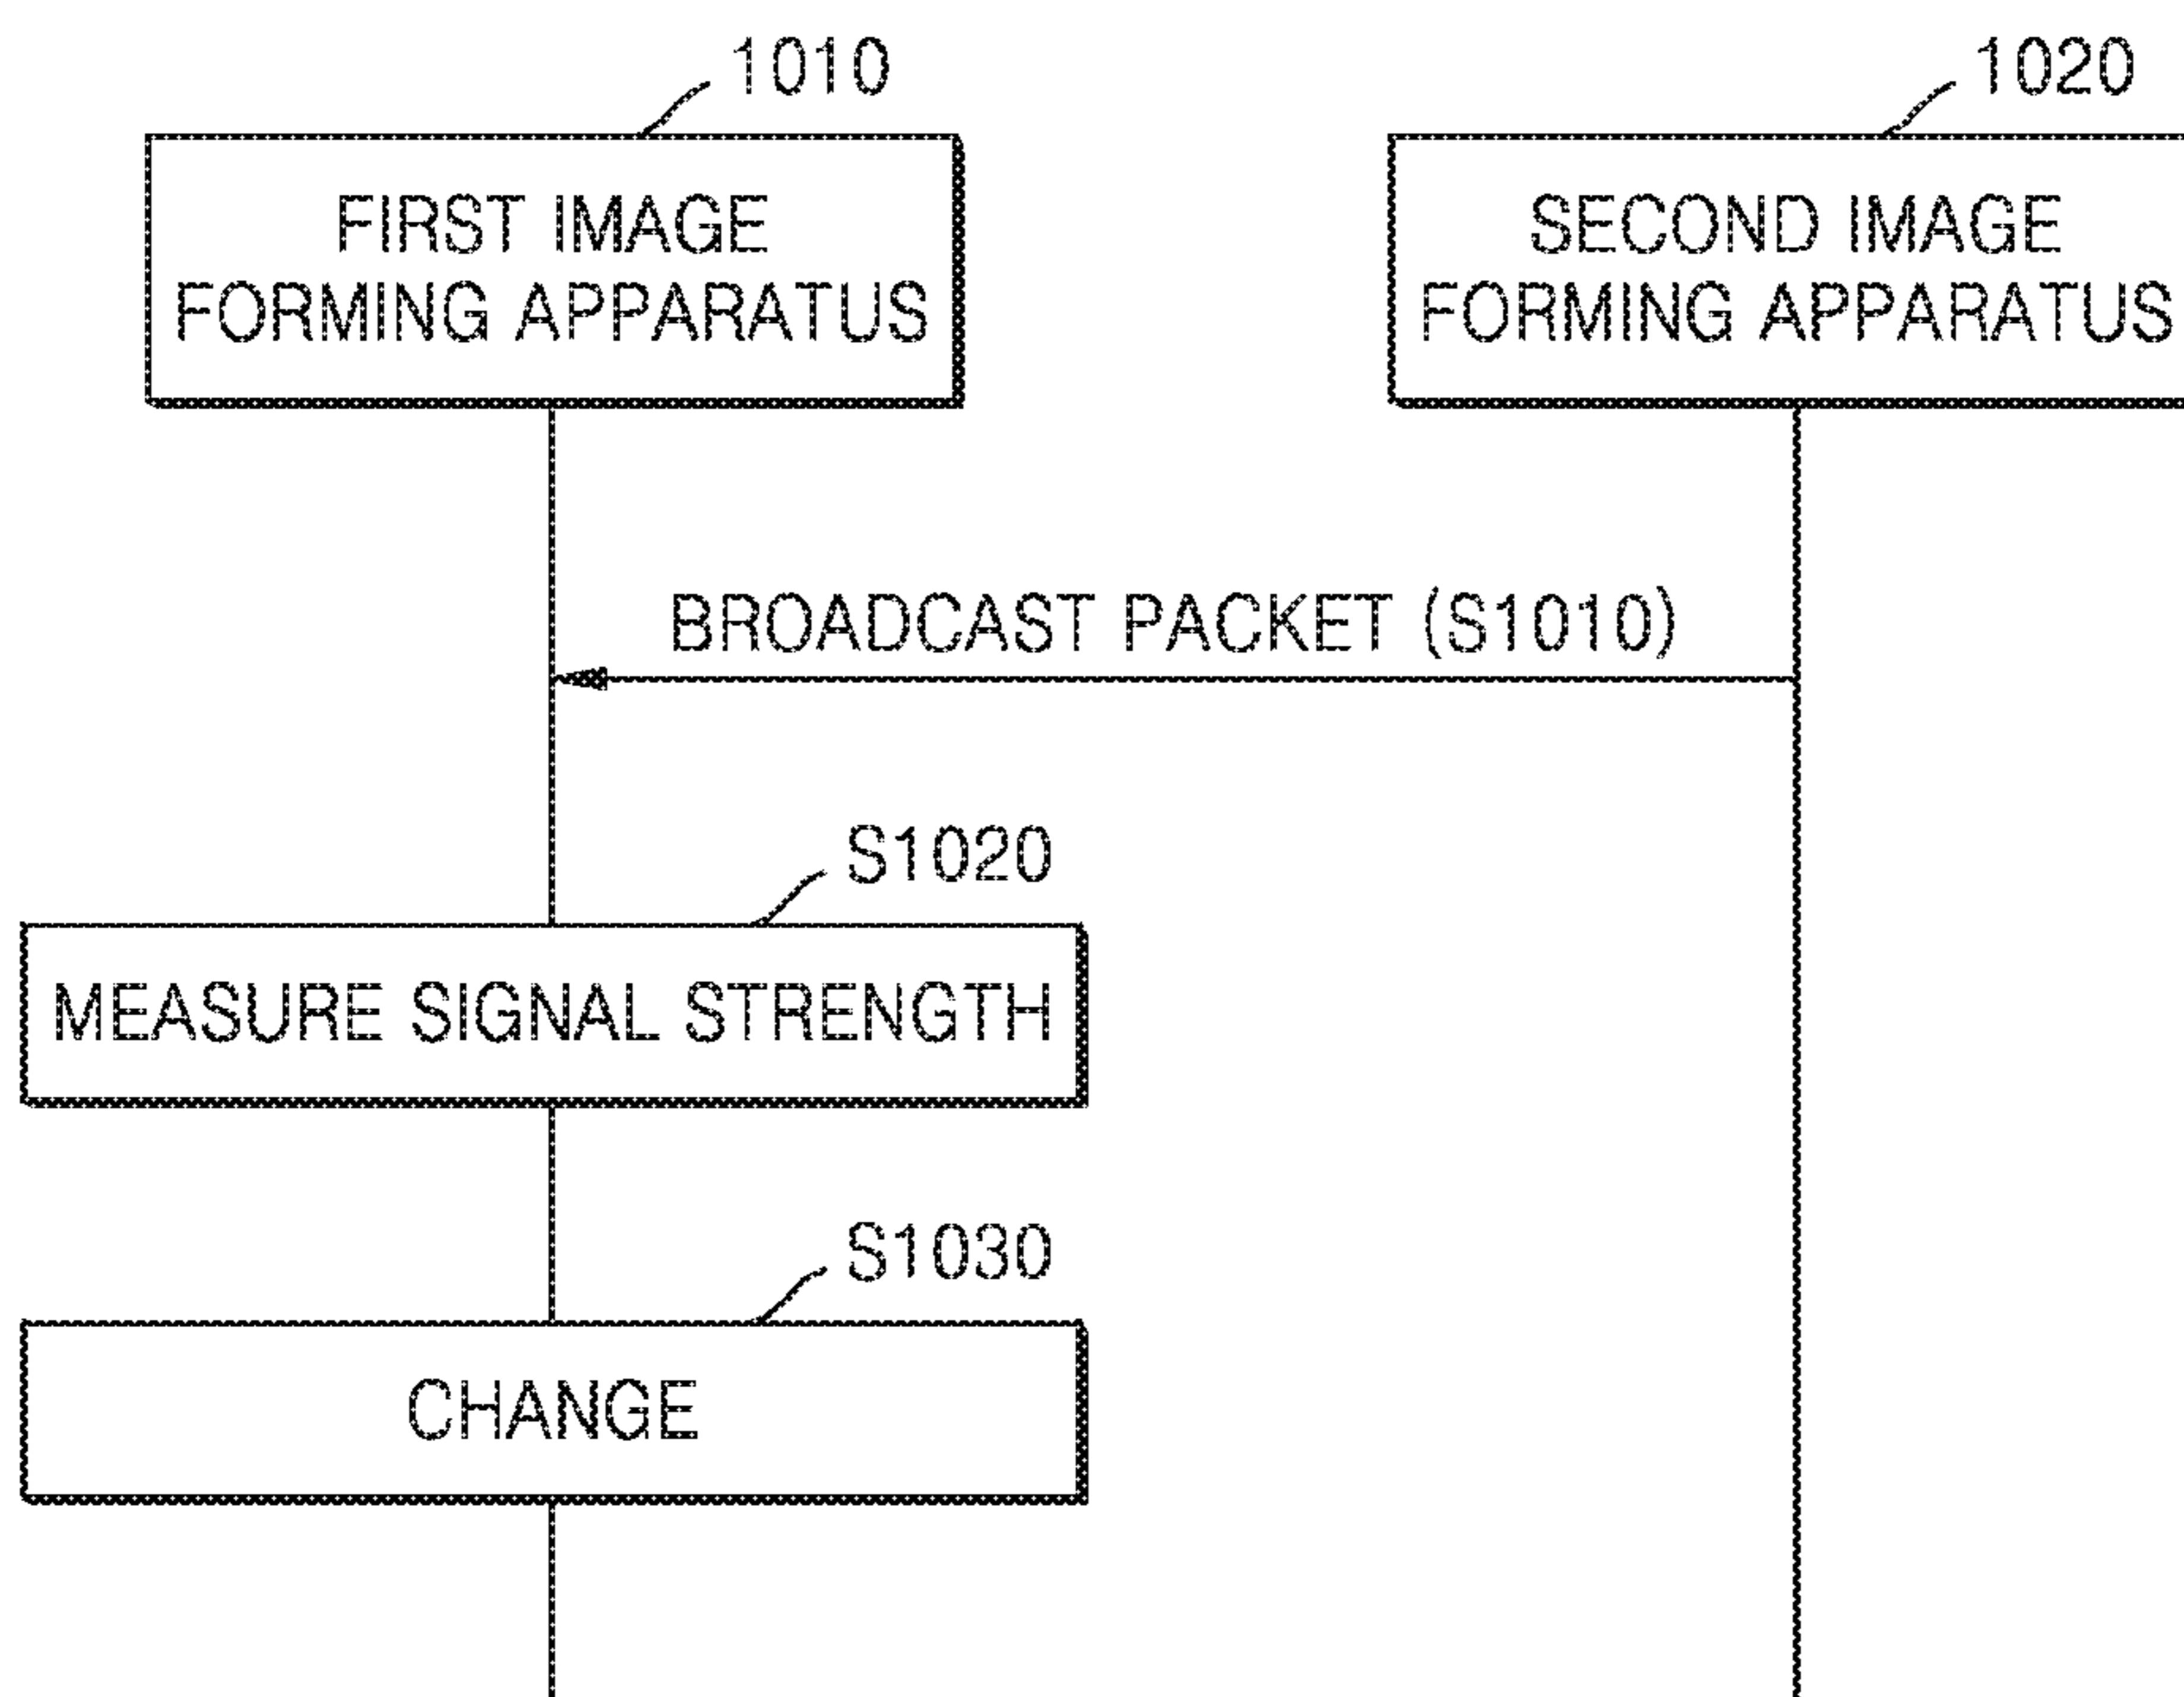 1010
1020
FIRST IMAGE
FORMING APPARATUS
SECOND IMAGE
FORMING APPARATUS
BROADCAST PACKET (S1010)
S1020
MEASURE SIGNAL STRENGTH
S1030
CHANGE